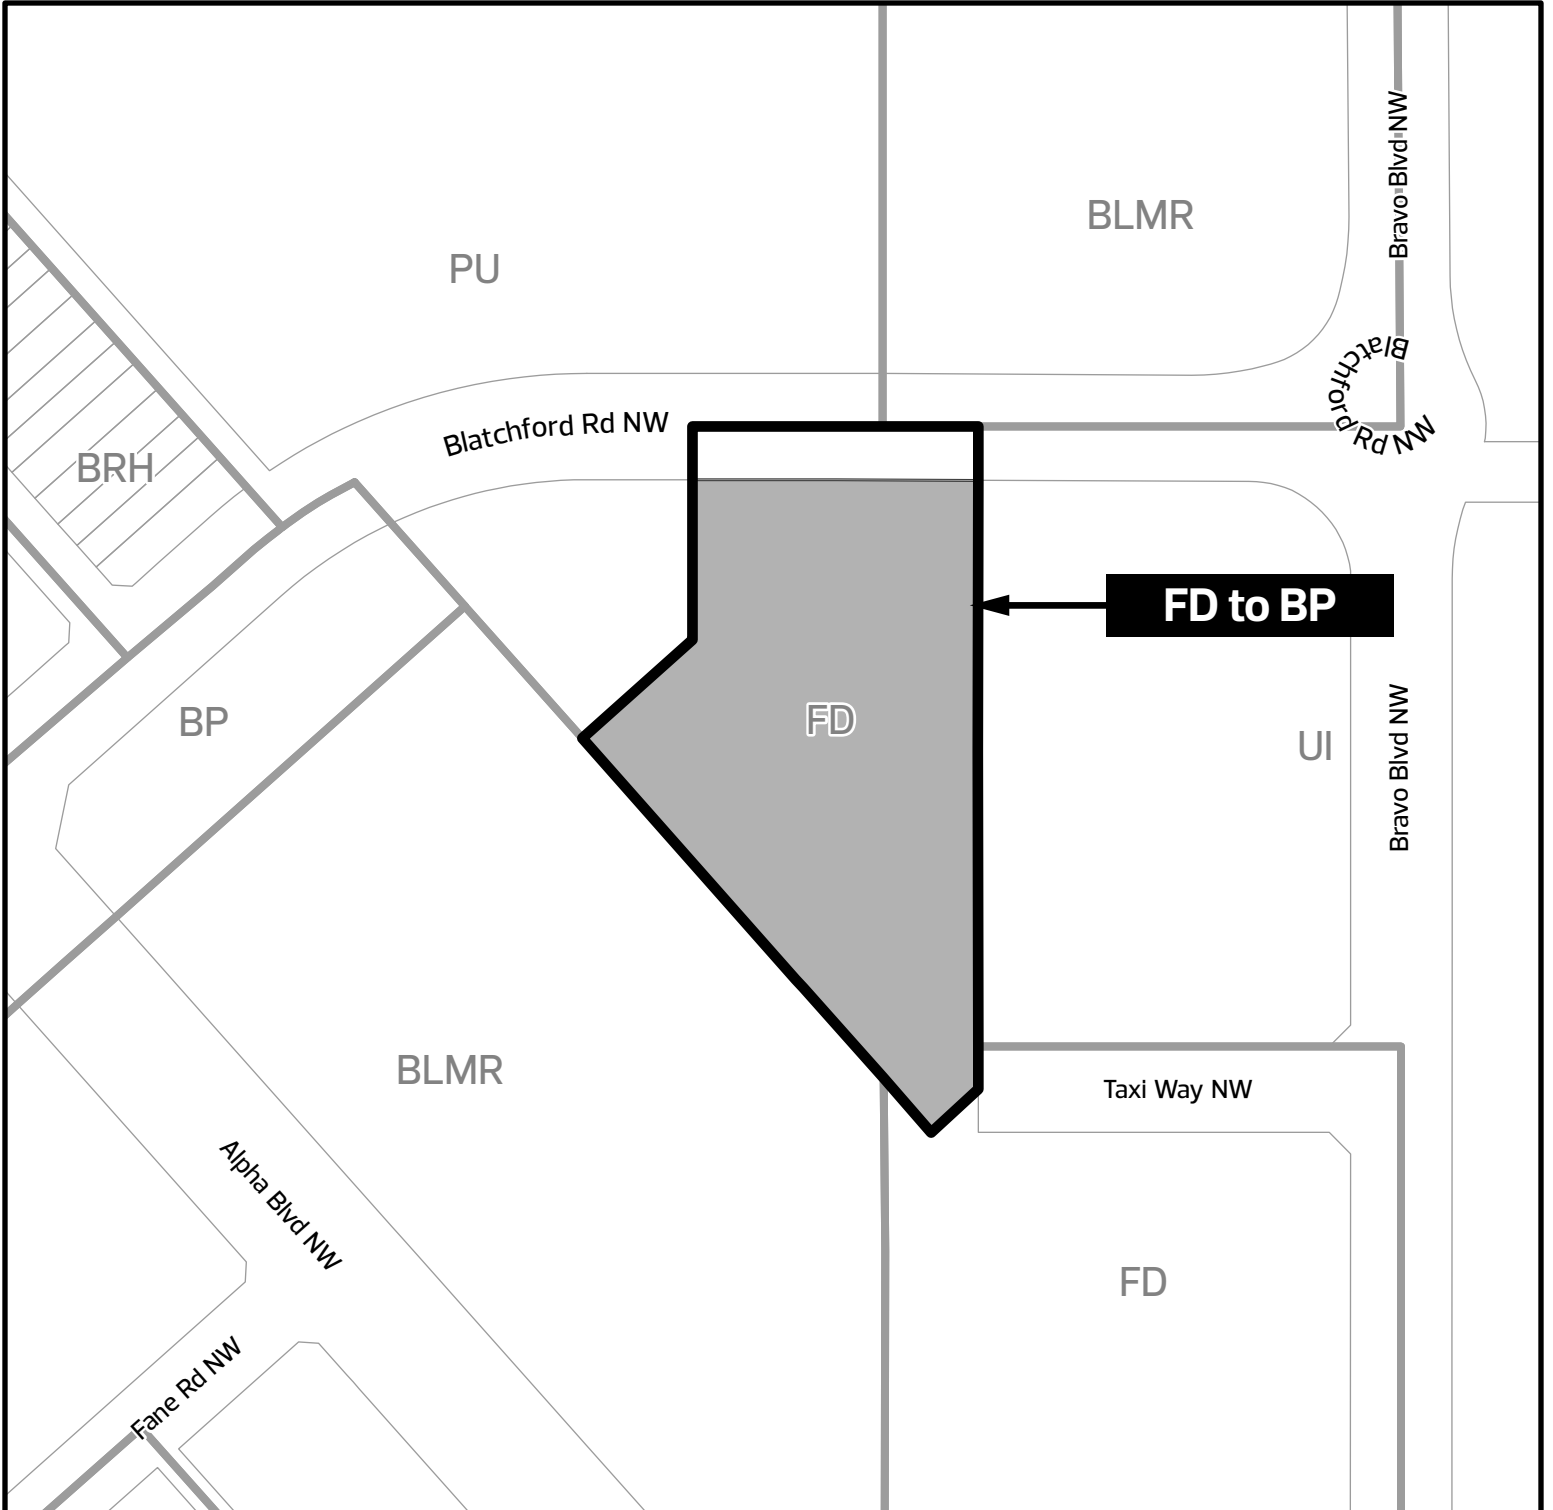 Bravo Blvd NW
BLMR
PU
Blatchford Rd NW
Blatchford Rd NW
BRH
FD to BP
BP
FD
UI
Bravo Blvd NW
BLMR
Taxi Way NW
Alpha Blvd NW
FD
Fane Rd NW